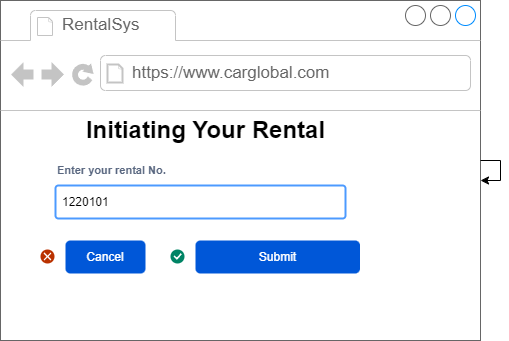 RentalSys
https://www.carglobal.com
Initiating Your Rental
Enter your rental No.
1220101
Cancel
Submit